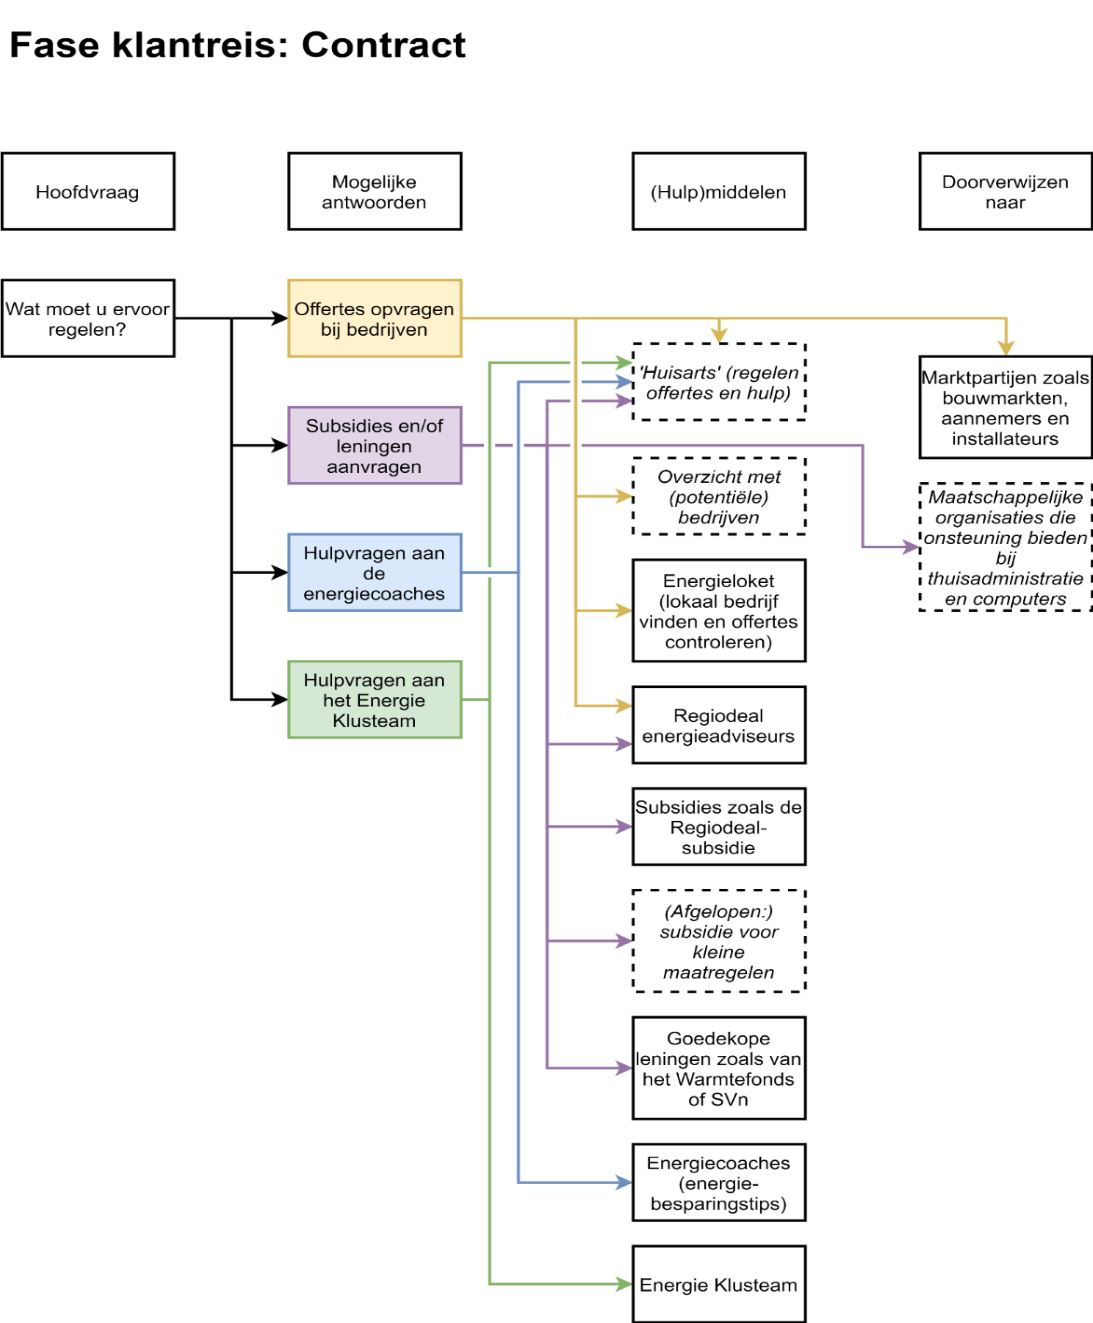 Fase klantreis: Contract
Hoofdvraag
Mogelijke
antwoorden
(Hulp)middelen
Doorverwijzen
naar
Wat moet u ervoor
regelen?
Offertes opvragen
bij bedrijven
Subsidies en/of
leningen
aanvragen
Hulpvragen aan
de
energiecoaches
Hulpvragen aan
het Energie
Klusteam
'Huisarts' (regelen
offertes en hulp)
Overzicht met
(potentiële)
bedrijven
Energieloket
(lokaal bedrijf
vinden en offertes
controleren)
Regiodeal
energieadviseurs
Subsidies zoals de
Regiodeal-
subsidie
(Afgelopen:)
subsidie voor
kleine
maatregelen
Goedekope
leningen zoals van
het Warmtefonds
of SVn
Energiecoaches
(energie-
besparingstips)
Energie Klusteam
Marktpartijen zoals
bouwmarkten,
aannemers en
installateurs
Maatschappelijke
organisaties die
onsteuning bieden
bij
thuisadministratie
en computers